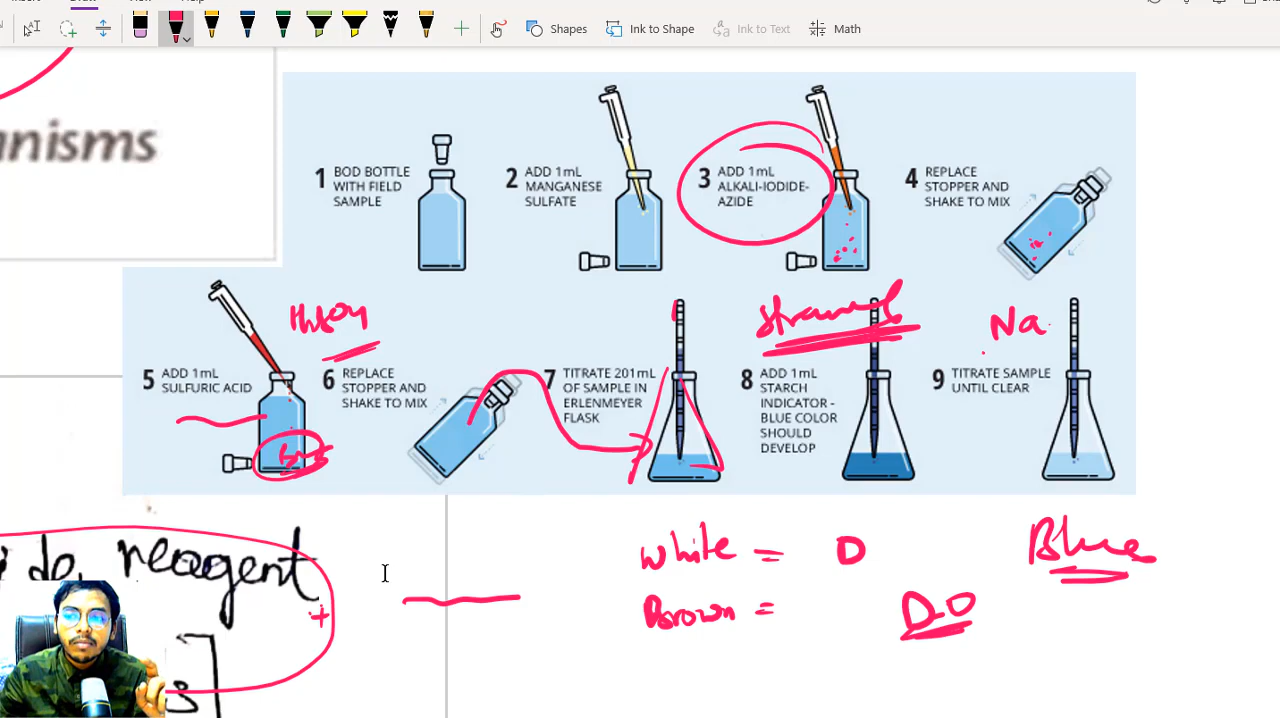 Ink to Shape
Shapes
Ink to Text
Math
anisms
1 BOD BOTTLE
WITH FIELD
SAMPLE
2 ADD 1mL
MANGANESE
SULFATE
3 ADD 1mL
ALKALI-IODIDE-
AZIDE
4 REPLACE
STOPPER AND
SHAKE TO MIX
5 ADD 1mL
SULFURIC ACID
6 REPLACE
STOPPER AND
SHAKE TO MIX
7 TITRATE 201mL
OF SAMPLE IN
ERLENMEYER
FLASK
8 ADD 1mL
STARCH
INDICATOR -
BLUE COLOR
SHOULD
DEVELOP
9 TITRATE SAMPLE
UNTIL CLEAR
Na
reagent
+
White = D
Brown = D.O
Blue